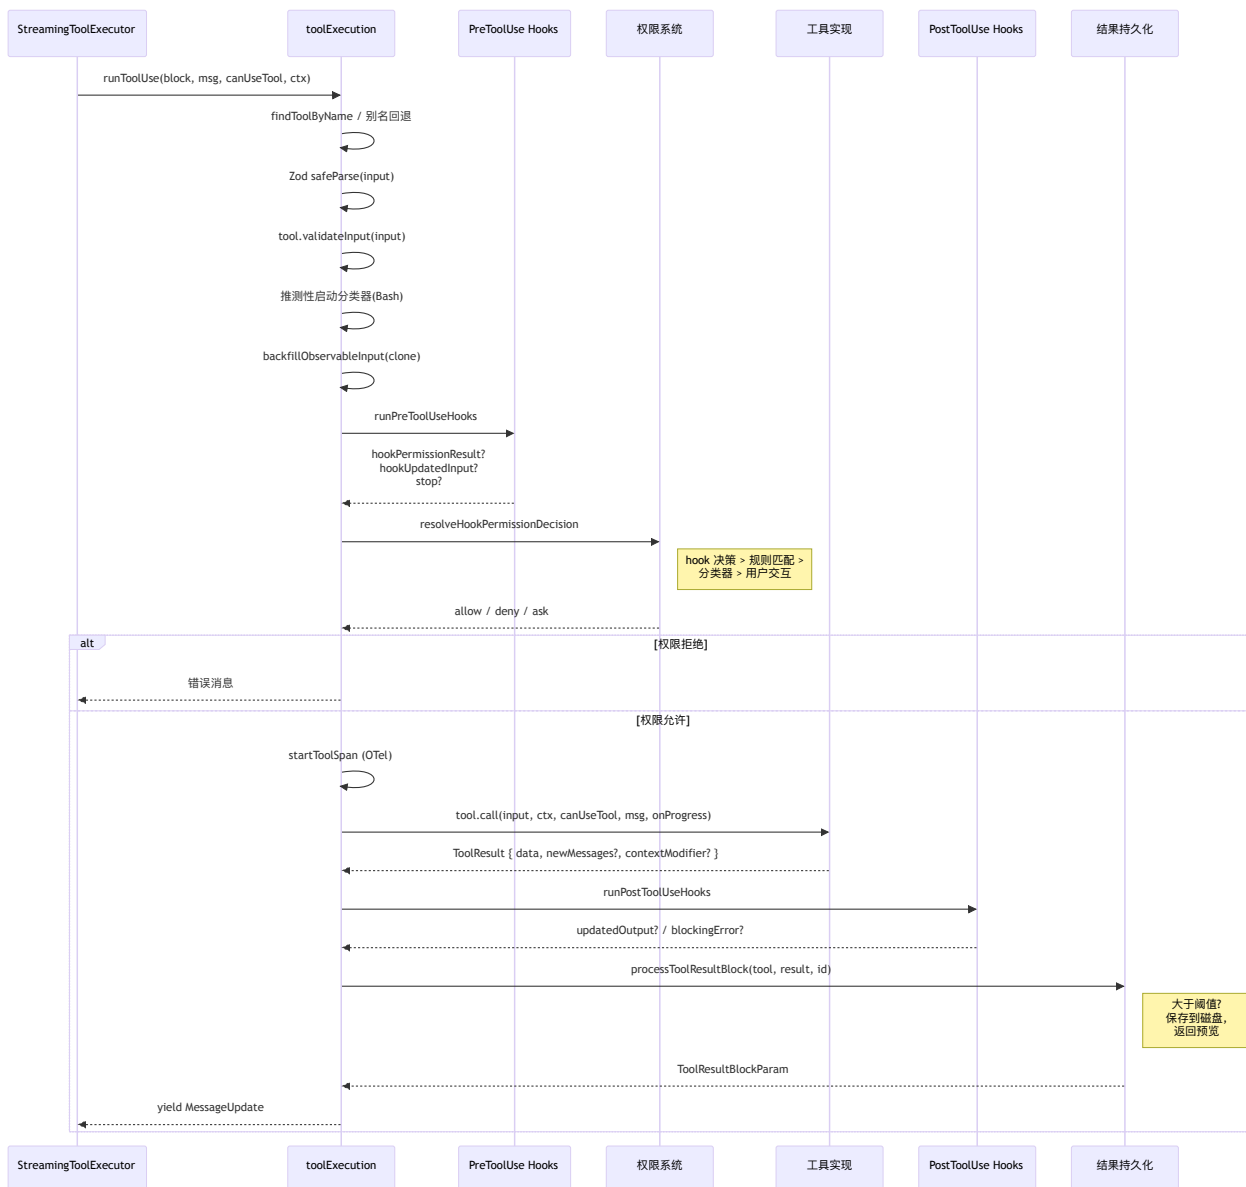 StreamingToolExecutor
toolExecution
PreToolUse Hooks
权限系统
工具实现
PostToolUse Hooks
结果持久化
runToolUse(block, msg, canUseTool, ctx)
findToolByName / 别名回退
Zod safeParse(input)
tool.validateInput(input)
推测性启动分类器(Bash)
backfillObservableInput(clone)
runPreToolUseHooks
hookPermissionResult?
hookUpdatedInput?
stop?
resolveHookPermissionDecision
hook 决策 > 规则匹配 >
分类器 > 用户交互
allow / deny / ask
alt
[权限拒绝]
错误消息
[权限允许]
startToolSpan (OTel)
tool.call(input, ctx, canUseTool, msg, onProgress)
ToolResult { data, newMessages?, contextModifier? }
runPostToolUseHooks
updatedOutput? / blockingError?
processToolResultBlock(tool, result, id)
大于阈值?
保存到磁盘,
返回预览
ToolResultBlockParam
yield MessageUpdate
StreamingToolExecutor
toolExecution
PreToolUse Hooks
权限系统
工具实现
PostToolUse Hooks
结果持久化